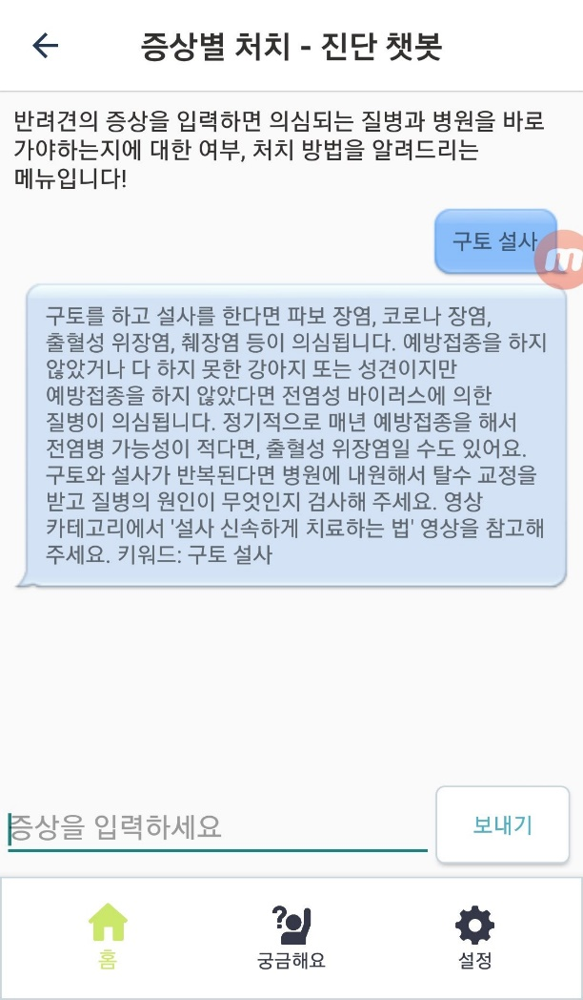 증상별 처치 - 진단 챗봇
반려견의 증상을 입력하면 의심되는 질병과 병원을 바로
가야하는지에 대한 여부, 처치 방법을 알려드리는
메뉴입니다!
구토 설사
m
구토를 하고 설사를 한다면 파보 장염, 코로나 장염,
출혈성 위장염, 췌장염 등이 의심됩니다. 예방접종을 하지
않았거나 다 하지 못한 강아지 또는 성견이지만
예방접종을 하지 않았다면 전염성 바이러스에 의한
질병이 의심됩니다. 정기적으로 매년 예방접종을 해서
전염병 가능성이 적다면, 출혈성 위장염일 수도 있어요.
구토와 설사가 반복된다면 병원에 내원해서 탈수 교정을
받고 질병의 원인이 무엇인지 검사해 주세요. 영상
카테고리에서 '설사 신속하게 치료하는 법' 영상을 참고해
주세요. 키워드: 구토 설사
증상을 입력하세요
보내기
홈
궁금해요
설정